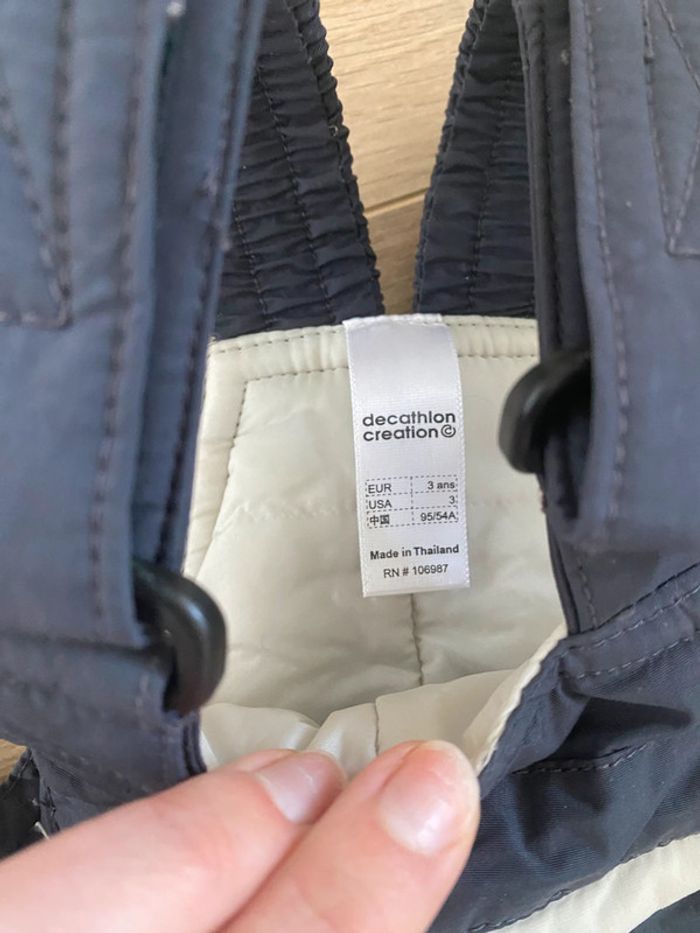 decathlon
creation©
EUR 3 ans
USA 3
中国 95/54A
Made in Thailand
RN # 106987